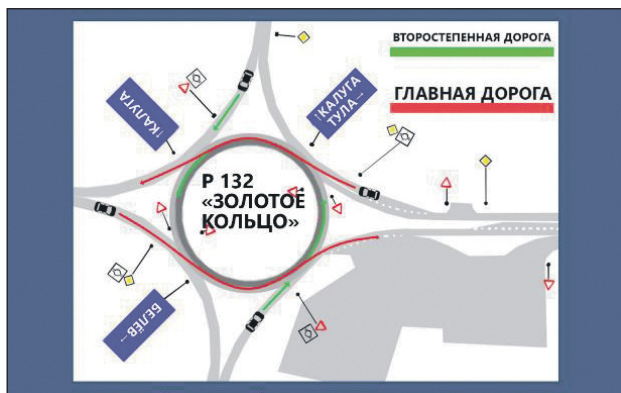 ВТОРОСТЕПЕННАЯ ДОРОГА
ГЛАВНАЯ ДОРОГА
↑КАЛУГА
↑КАЛУГА
ТУЛА→
Р 132
«ЗОЛОТОЕ
КОЛЬЦО»
БЕЛЁВ→